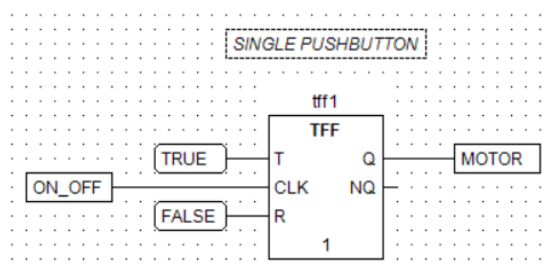 SINGLE PUSHBUTTON
tff1
TFF
TRUE T Q MOTOR
ON_OFF CLK NQ
FALSE R
1